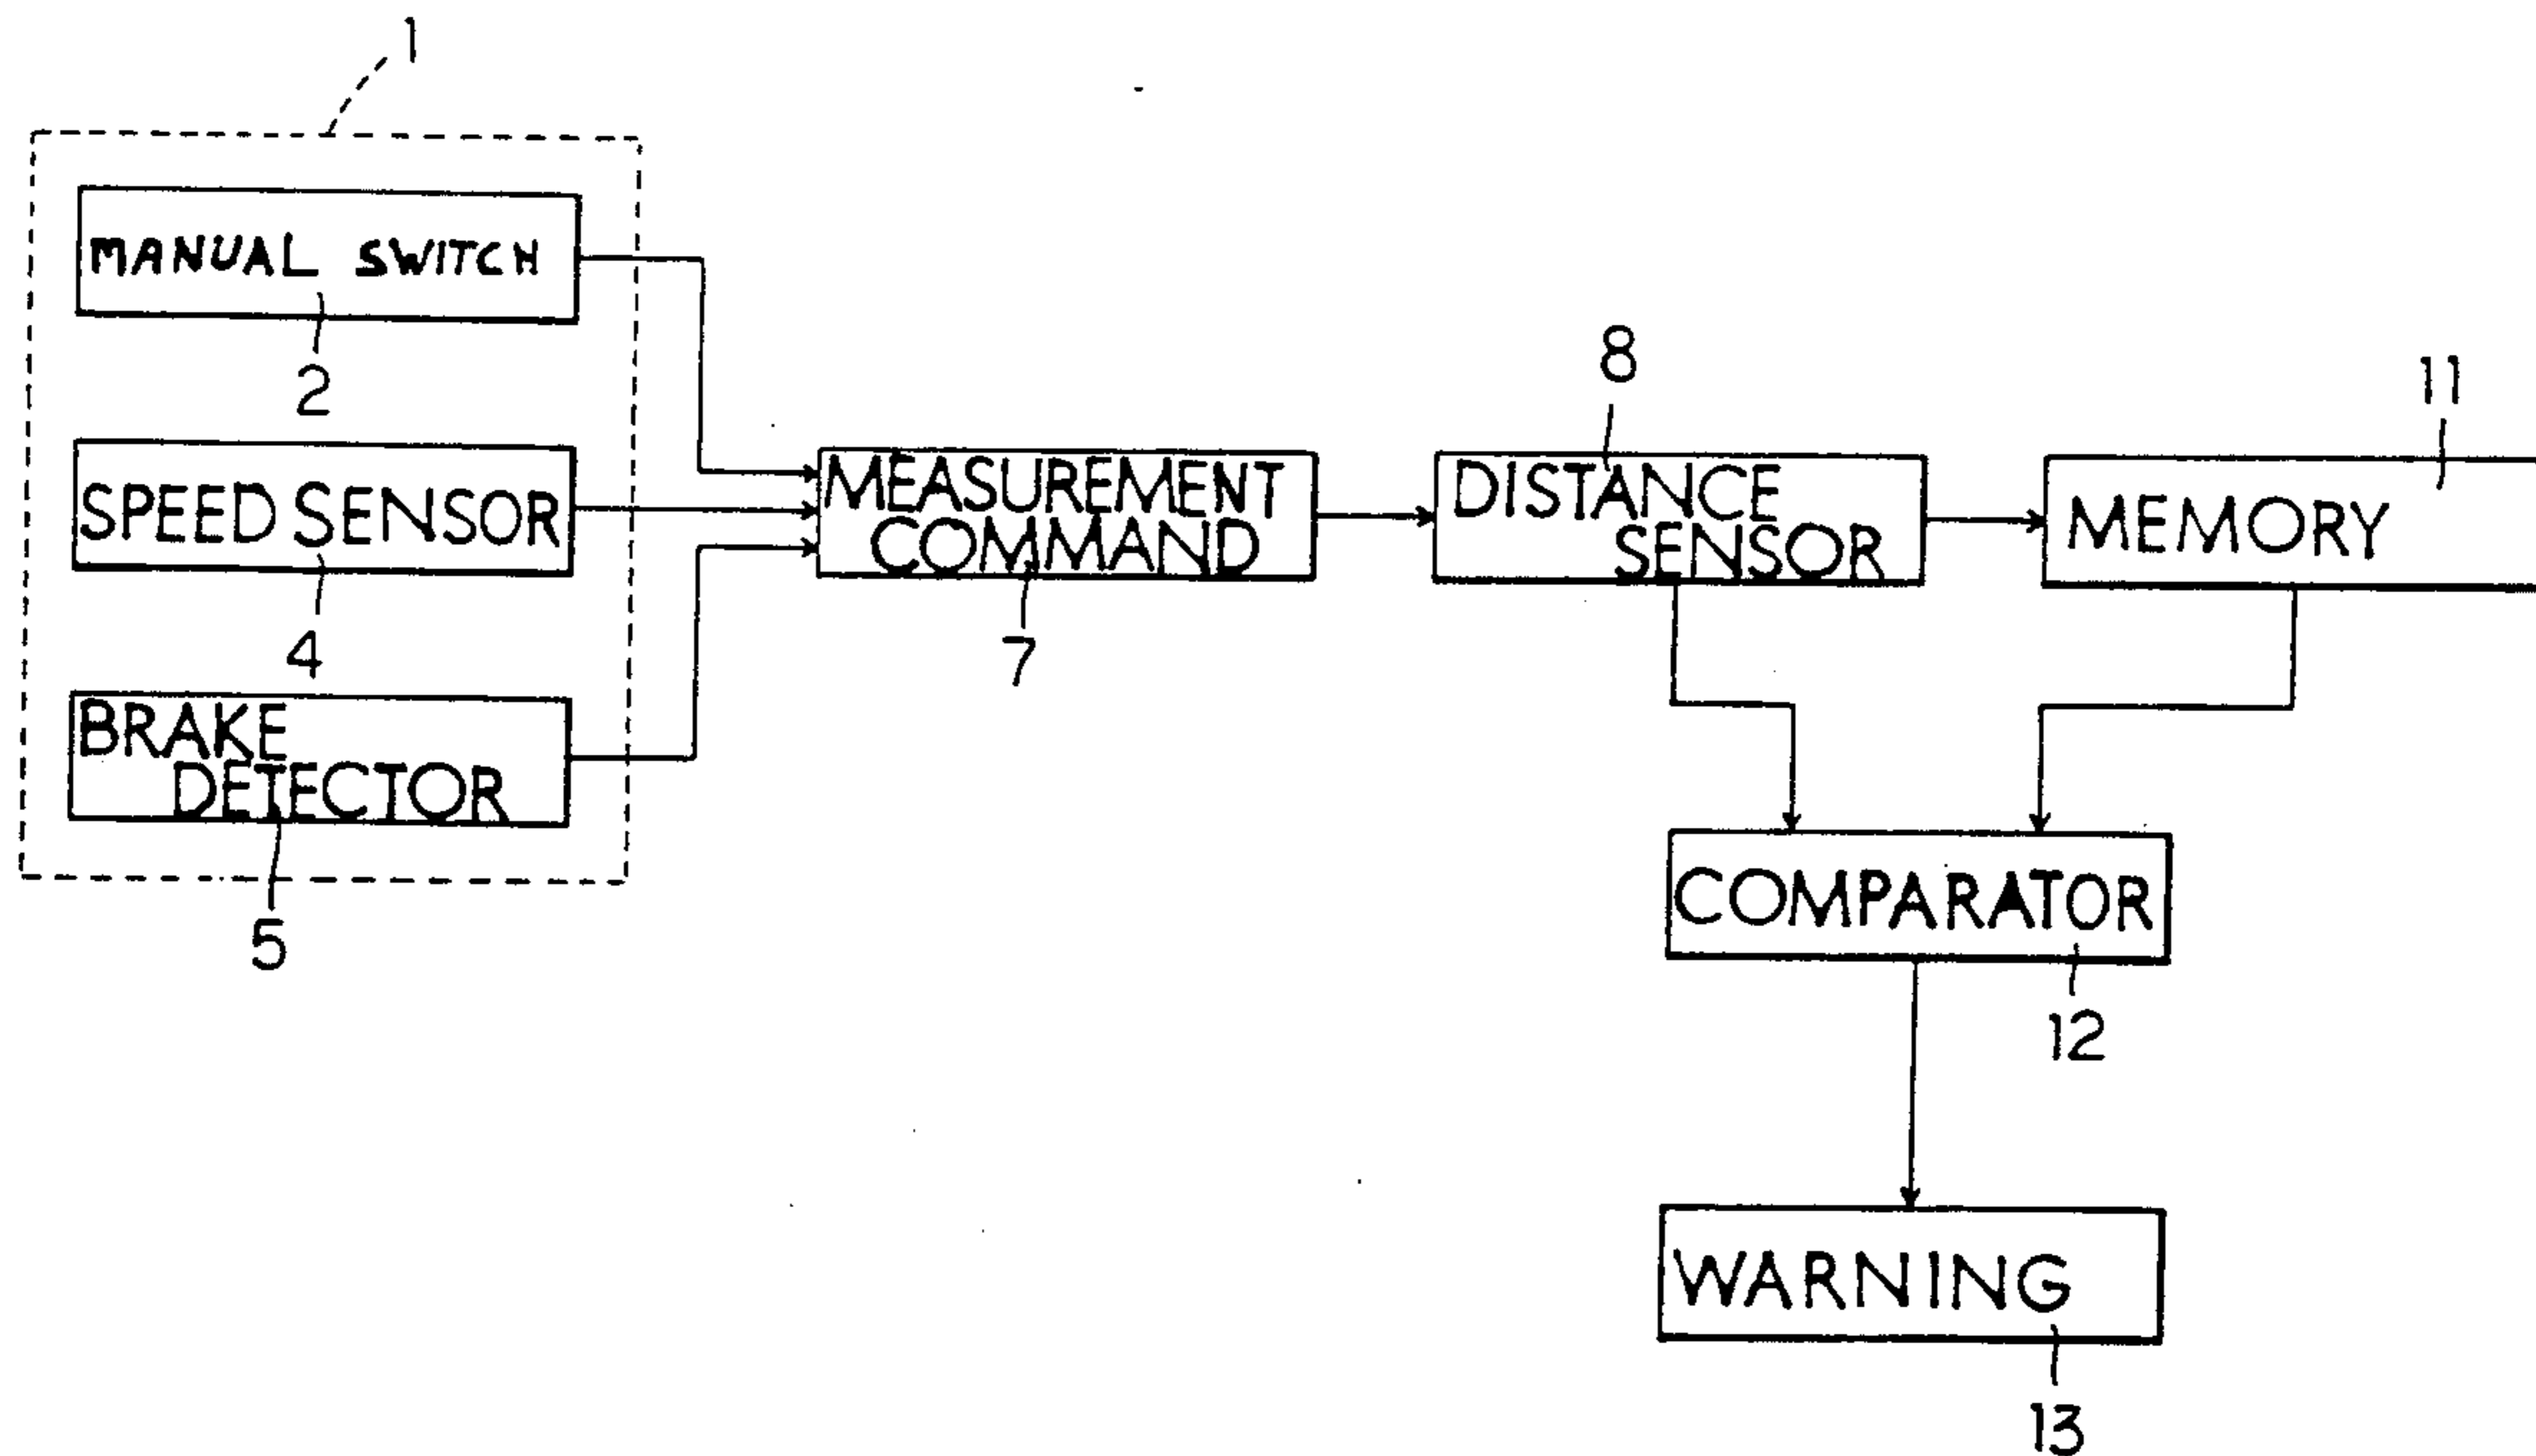 1
MANUAL SWITCH
2
SPEED SENSOR
4
BRAKE
DETECTOR
5
MEASUREMENT
COMMAND
7
8
DISTANCE
SENSOR
11
MEMORY
COMPARATOR
12
WARNING
13